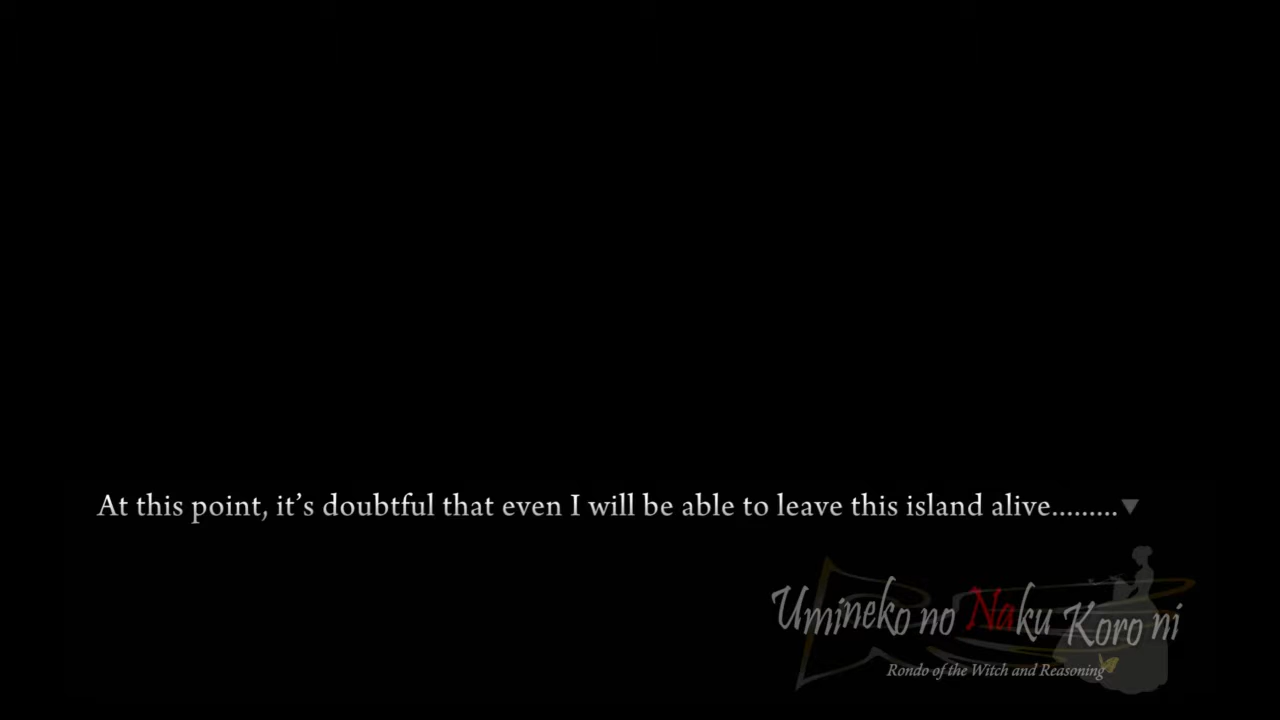 At this point, it's doubtful that even I will be able to leave this island alive.........
Umineko no Naku Koro ni
Rondo of the Witch and Reasoning